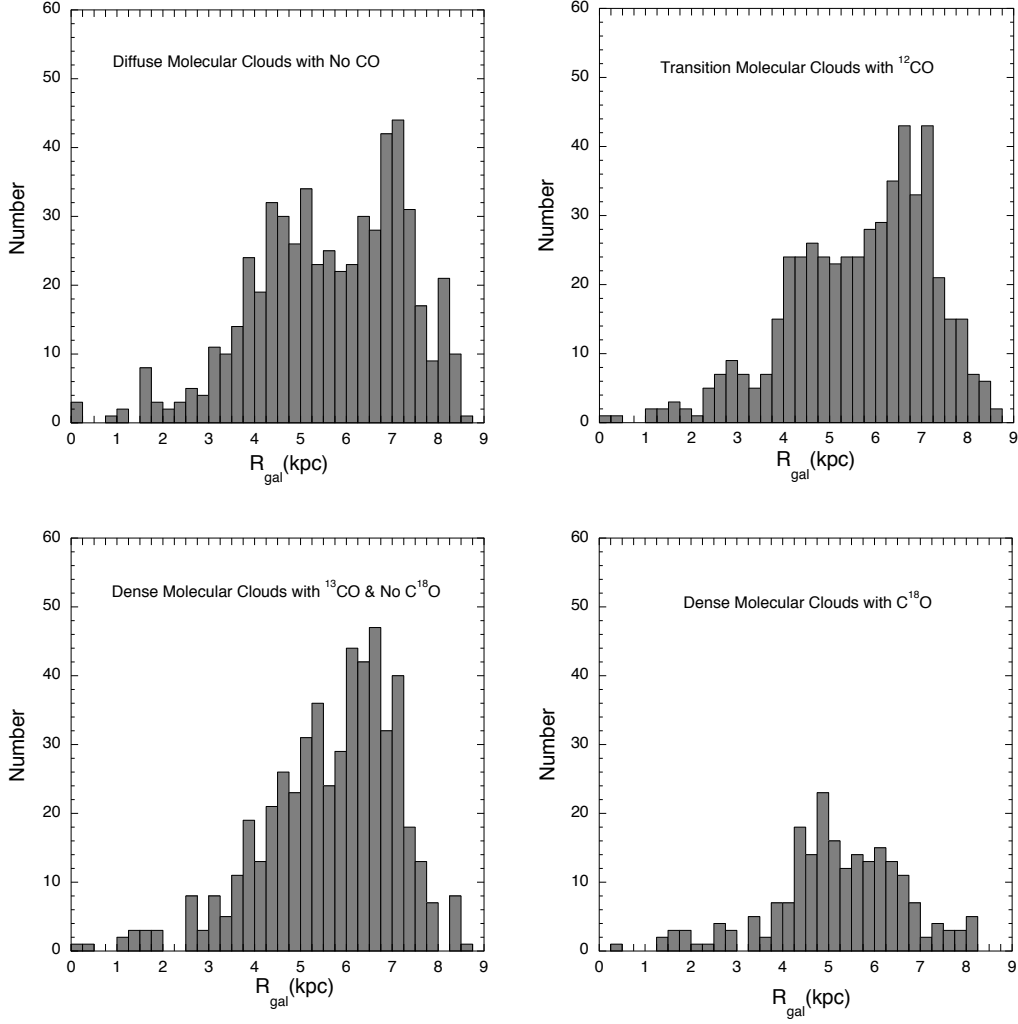 Diffuse Molecular Clouds with No CO
Number
60
50
40
30
20
10
0
0 1 2 3 4 5 6 7 8 9
R_gal(kpc)
Transition Molecular Clouds with ¹²CO
Number
60
50
40
30
20
10
0
0 1 2 3 4 5 6 7 8 9
R_gal(kpc)
Dense Molecular Clouds with ¹³CO & No C¹⁸O
Number
60
50
40
30
20
10
0
0 1 2 3 4 5 6 7 8 9
R_gal(kpc)
Dense Molecular Clouds with C¹⁸O
Number
60
50
40
30
20
10
0
0 1 2 3 4 5 6 7 8 9
R_gal(kpc)